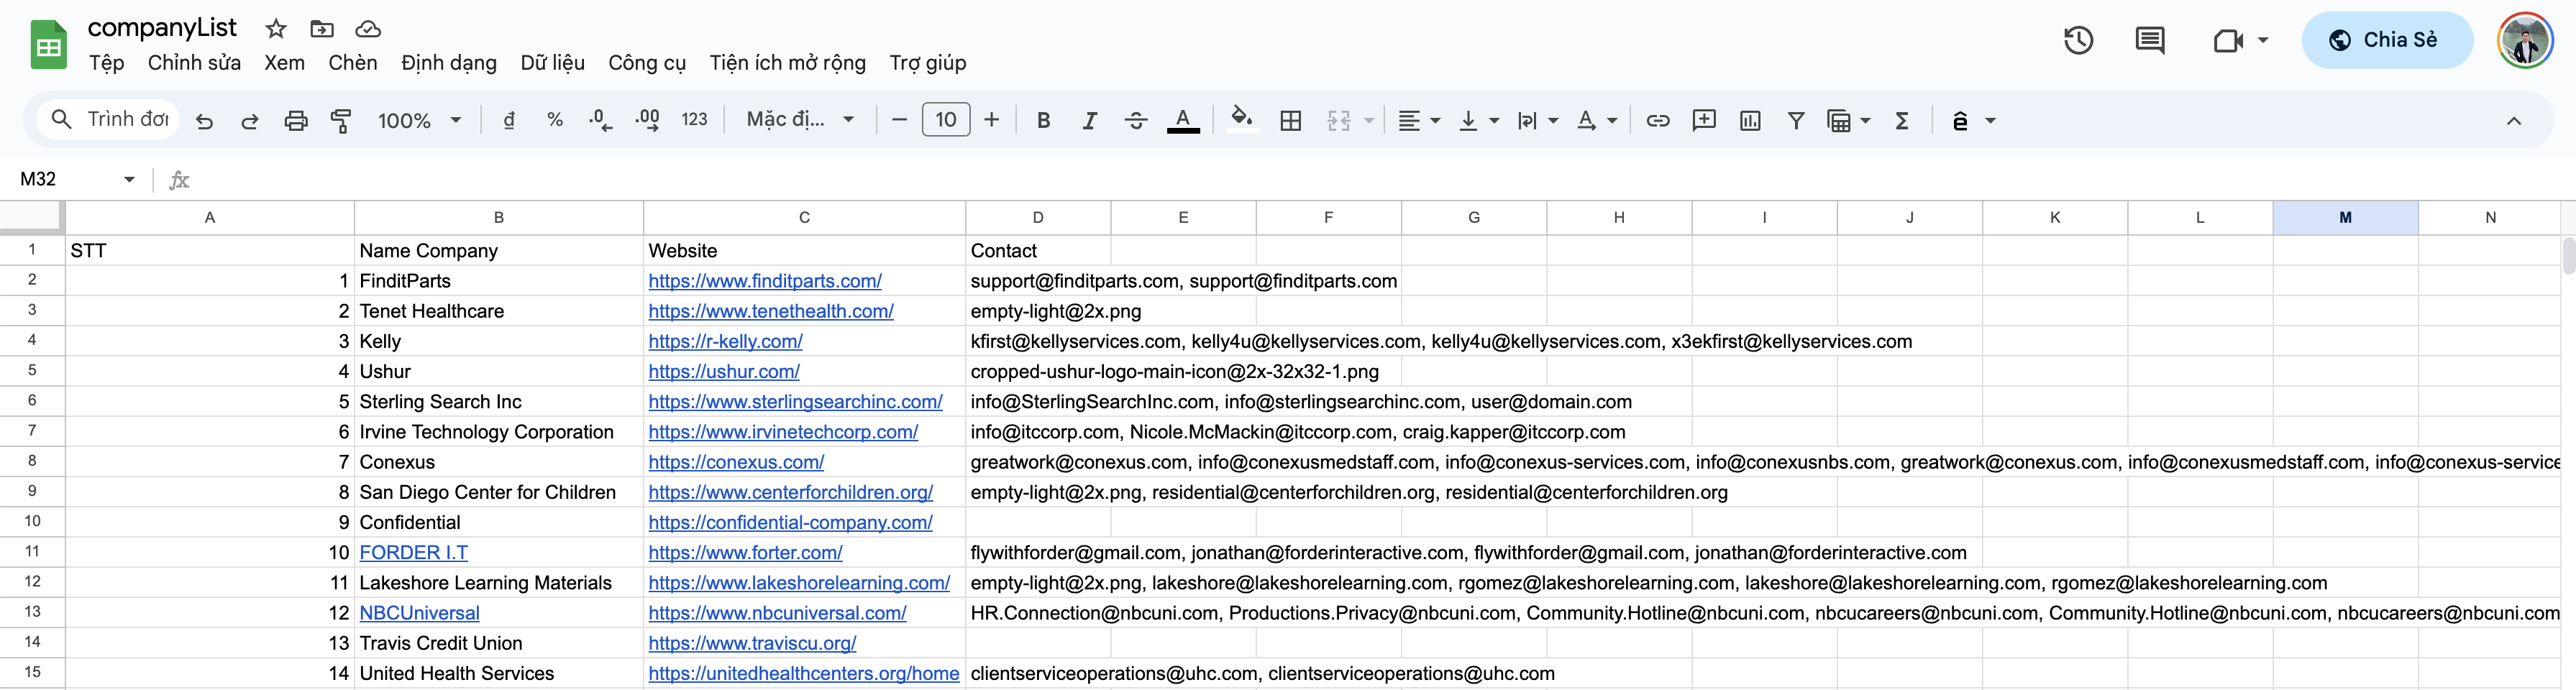 companyList
Tệp Chỉnh sửa Xem Chèn Định dạng Dữ liệu Công cụ Tiện ích mở rộng Trợ giúp
Chia Sẻ
Trình đơn 100% đ % .0 .00 123 Mặc đị... 10 B I A A Σ ê
M32 fx
A B C D E F G H I J K L M N
1 STT Name Company Website Contact
2 1 FinditParts https://www.finditparts.com/ support@finditparts.com, support@finditparts.com
3 2 Tenet Healthcare https://www.tenethealth.com/ empty-light@2x.png
4 3 Kelly https://r-kelly.com/ kfirst@kellyservices.com, kelly4u@kellyservices.com, kelly4u@kellyservices.com, x3ekfirst@kellyservices.com
5 4 Ushur https://ushur.com/ cropped-ushur-logo-main-icon@2x-32x32-1.png
6 5 Sterling Search Inc https://www.sterlingsearchinc.com/ info@SterlingSearchInc.com, info@sterlingsearchinc.com, user@domain.com
7 6 Irvine Technology Corporation https://www.irvinetechcorp.com/ info@itccorp.com, Nicole.McMackin@itccorp.com, craig.kapper@itccorp.com
8 7 Conexus https://conexus.com/ greatwork@conexus.com, info@conexusmedstaff.com, info@conexus-services.com, info@conexusnbs.com, greatwork@conexus.com, info@conexusmedstaff.com, info@conexus-service
9 8 San Diego Center for Children https://www.centerforchildren.org/ empty-light@2x.png, residential@centerforchildren.org, residential@centerforchildren.org
10 9 Confidential https://confidential-company.com/
11 10 FORDER I.T https://www.forter.com/ flywithforder@gmail.com, jonathan@forderinteractive.com, flywithforder@gmail.com, jonathan@forderinteractive.com
12 11 Lakeshore Learning Materials https://www.lakeshorelearning.com/ empty-light@2x.png, lakeshore@lakeshorelearning.com, rgomez@lakeshorelearning.com, lakeshore@lakeshorelearning.com, rgomez@lakeshorelearning.com
13 12 NBCUniversal https://www.nbcuniversal.com/ HR.Connection@nbcuni.com, Productions.Privacy@nbcuni.com, Community.Hotline@nbcuni.com, nbcucareers@nbcuni.com, Community.Hotline@nbcuni.com, nbcucareers@nbcuni.com
14 13 Travis Credit Union https://www.traviscu.org/
15 14 United Health Services https://unitedhealthcenters.org/home clientserviceoperations@uhc.com, clientserviceoperations@uhc.com